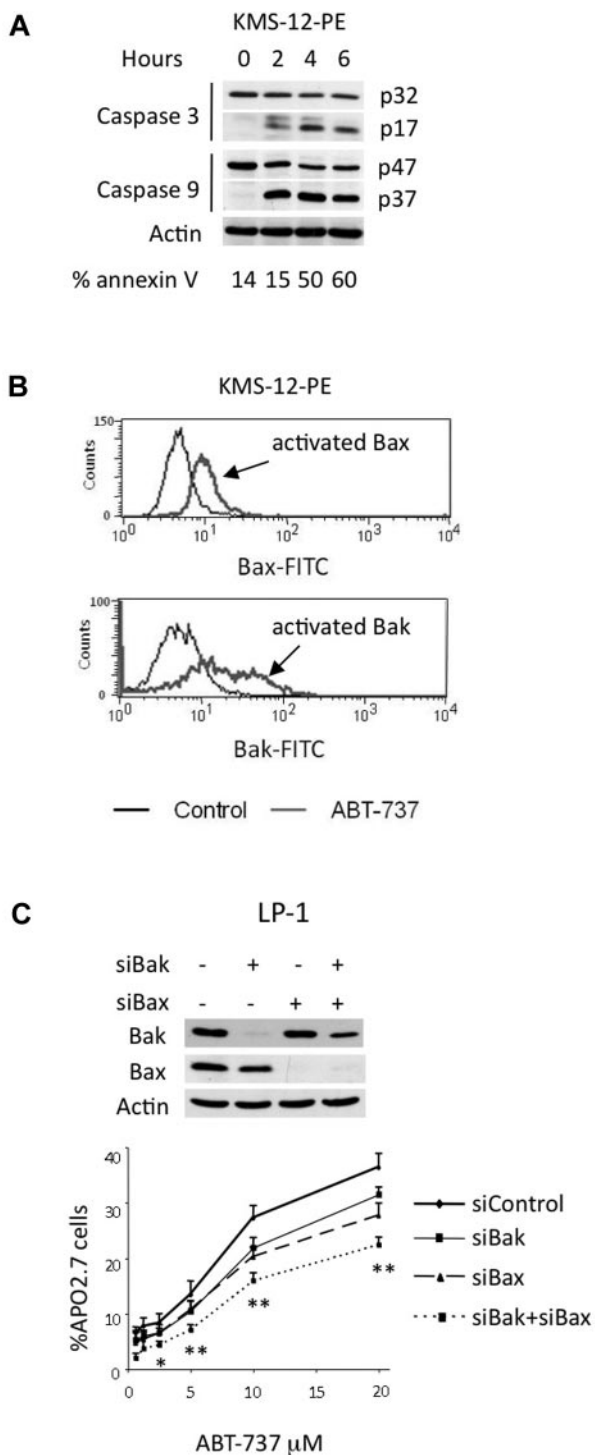 A
KMS-12-PE
Hours 0 2 4 6
Caspase 3
p32
p17
Caspase 9
p47
p37
Actin
% annexin V 14 15 50 60
B
KMS-12-PE
150
Counts
activated Bax
0
10^0 10^1 10^2 10^3 10^4
Bax-FITC
100
Counts
activated Bak
0
10^0 10^1 10^2 10^3 10^4
Bak-FITC
Control ABT-737
C
LP-1
siBak - + - +
siBax - - + +
Bak
Bax
Actin
40
30
20
10
0
%APO2.7 cells
* ** ** **
0 5 10 15 20
ABT-737 μM
siControl
siBak
siBax
siBak+siBax